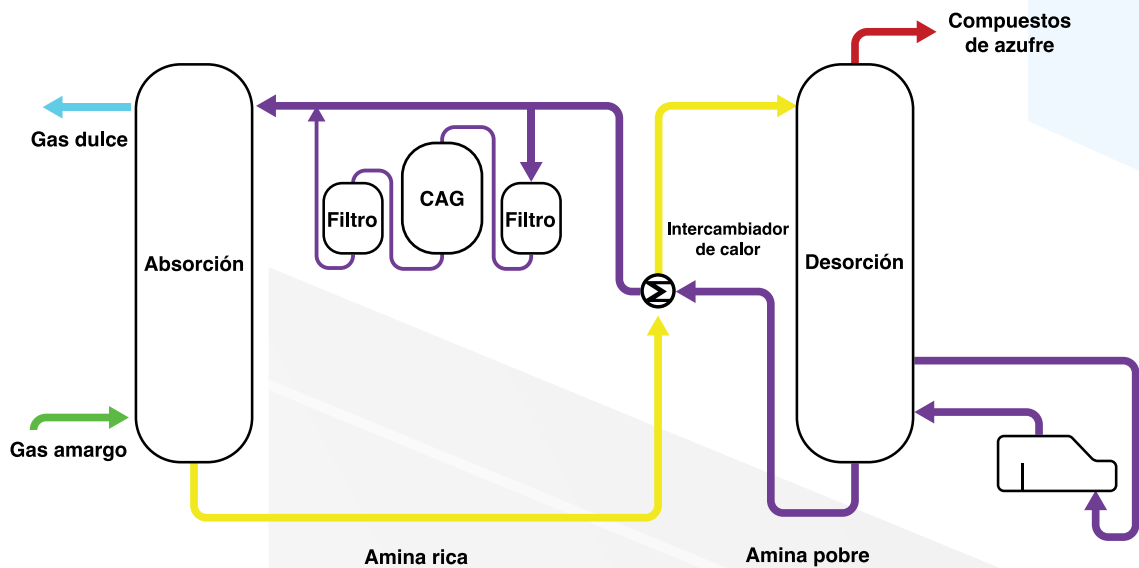 Compuestos
de azufre
Gas dulce
Filtro
CAG
Filtro
Intercambiador
de calor
Absorción
Desorción
Gas amargo
Amina rica
Amina pobre